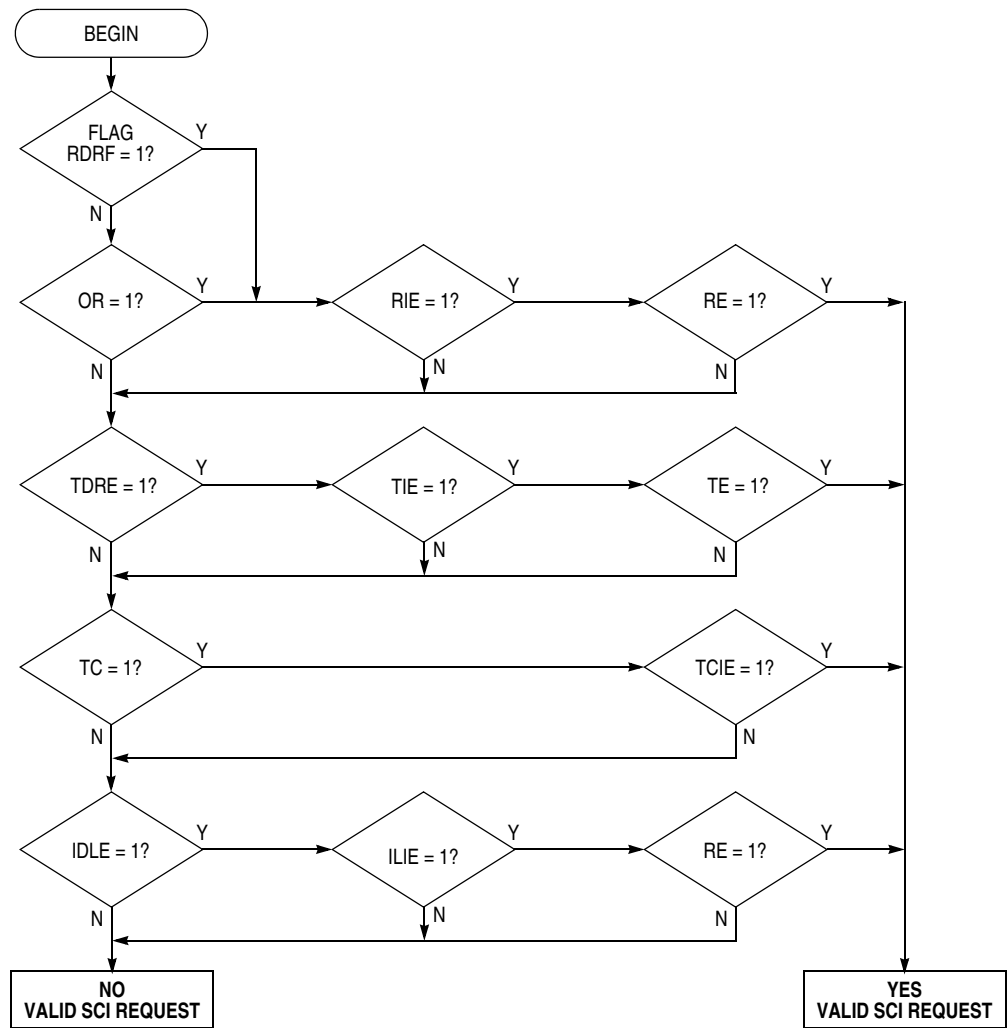 BEGIN
FLAG
RDRF = 1?
Y
N
OR = 1?
Y
RIE = 1?
Y
RE = 1?
Y
N
N
N
TDRE = 1?
Y
TIE = 1?
Y
TE = 1?
Y
N
N
N
TC = 1?
Y
TCIE = 1?
Y
N
N
IDLE = 1?
Y
ILIE = 1?
Y
RE = 1?
Y
N
N
N
NO
VALID SCI REQUEST
YES
VALID SCI REQUEST